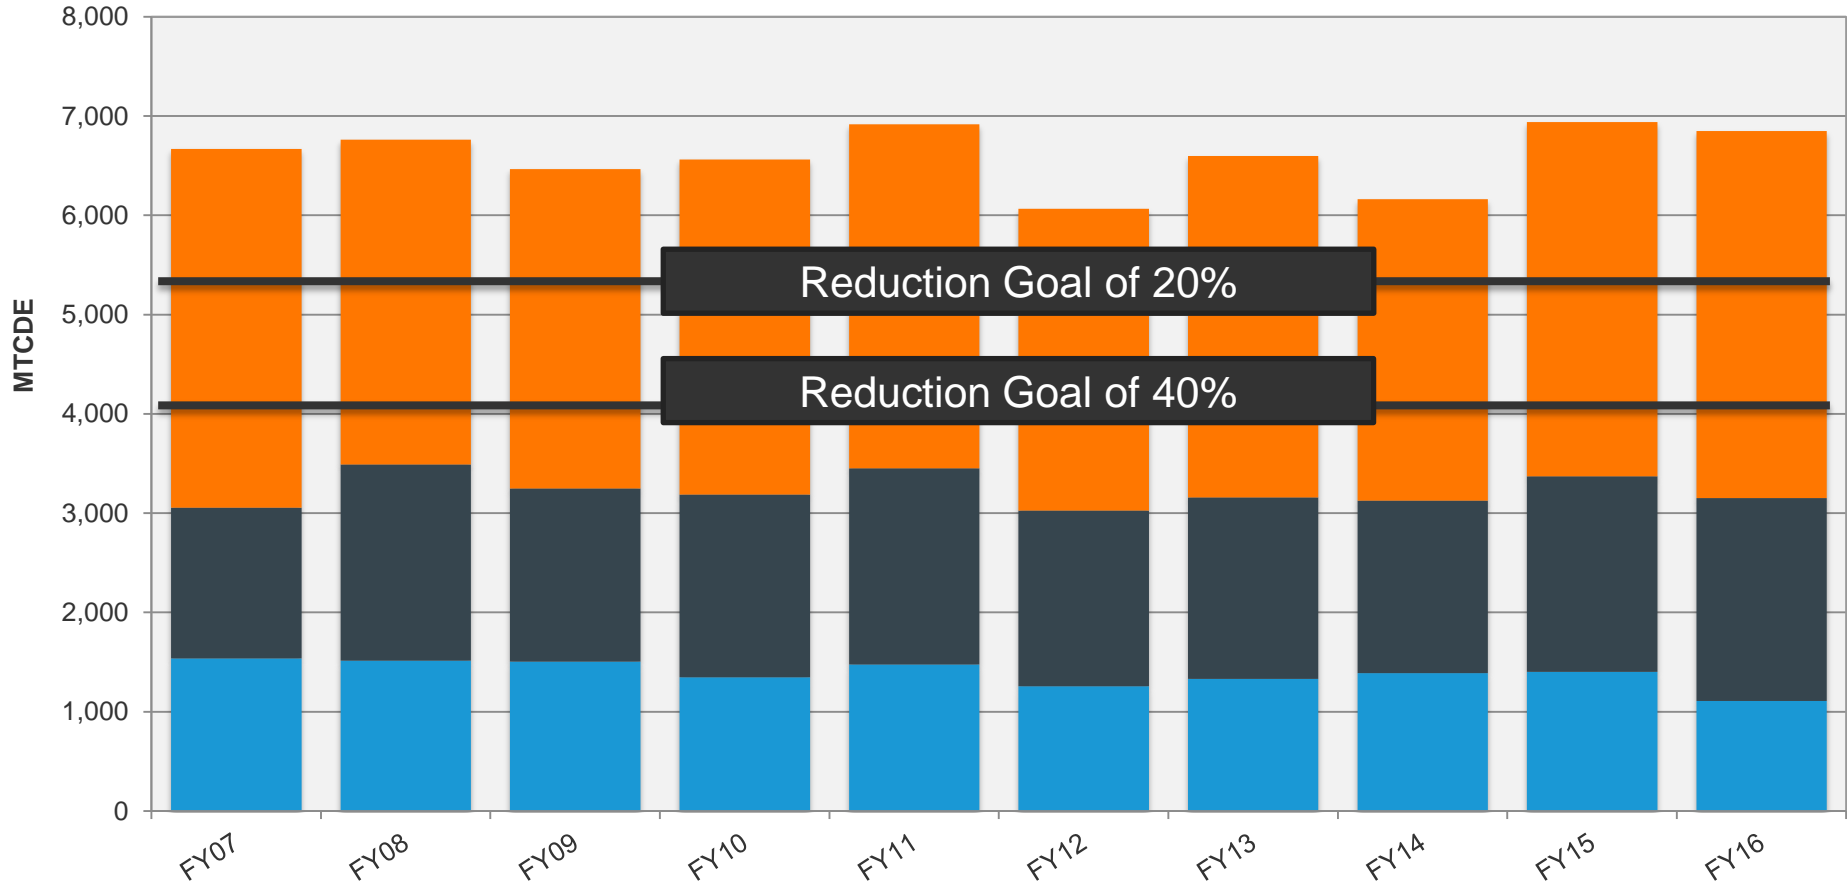 8,000
7,000
6,000
5,000
4,000
3,000
2,000
1,000
0
MTCDE
Reduction Goal of 20%
Reduction Goal of 40%
FY07
FY08
FY09
FY10
FY11
FY12
FY13
FY14
FY15
FY16